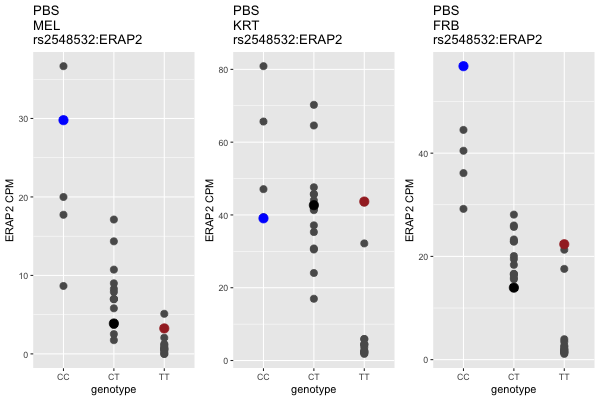 PBS
MEL
rs2548532:ERAP2
ERAP2 CPM
30
20
10
0
CC
CT
TT
genotype
PBS
KRT
rs2548532:ERAP2
ERAP2 CPM
80
60
40
20
0
CC
CT
TT
genotype
PBS
FRB
rs2548532:ERAP2
ERAP2 CPM
40
20
0
CC
CT
TT
genotype